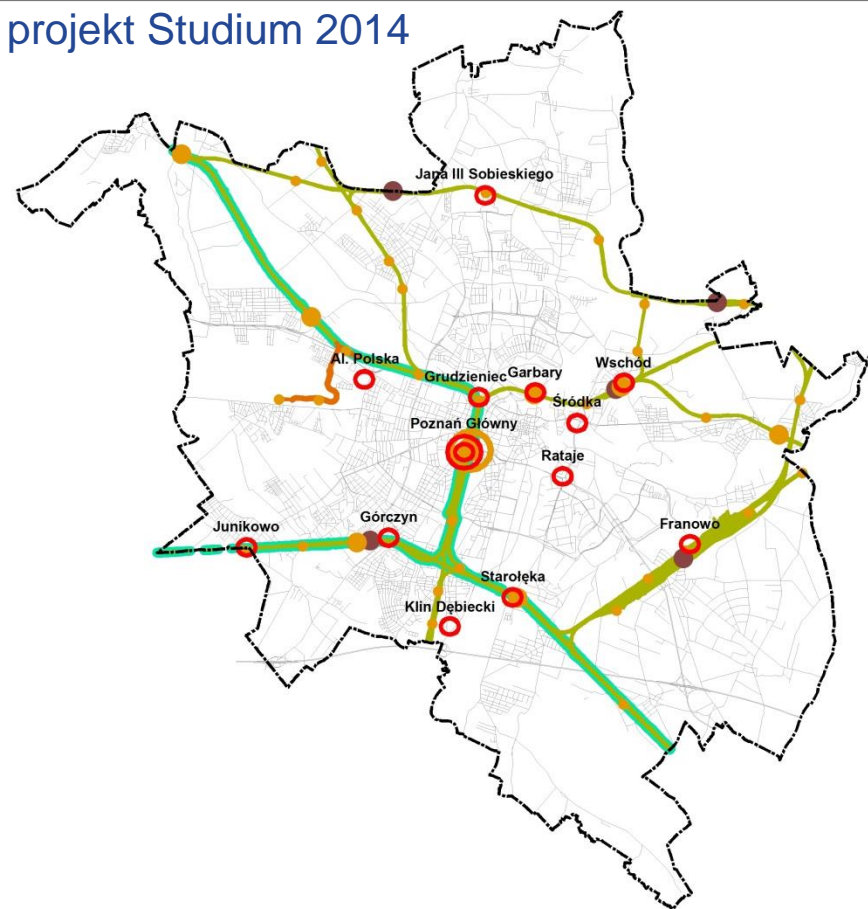 projekt Studium 2014
Jana III Sobieskiego
Al. Polska
Grudzieniec
Garbary
Wschód
Śródka
Poznań Główny
Rataje
Junikowo
Górczyn
Franowo
Starołęka
Klin Dębiecki